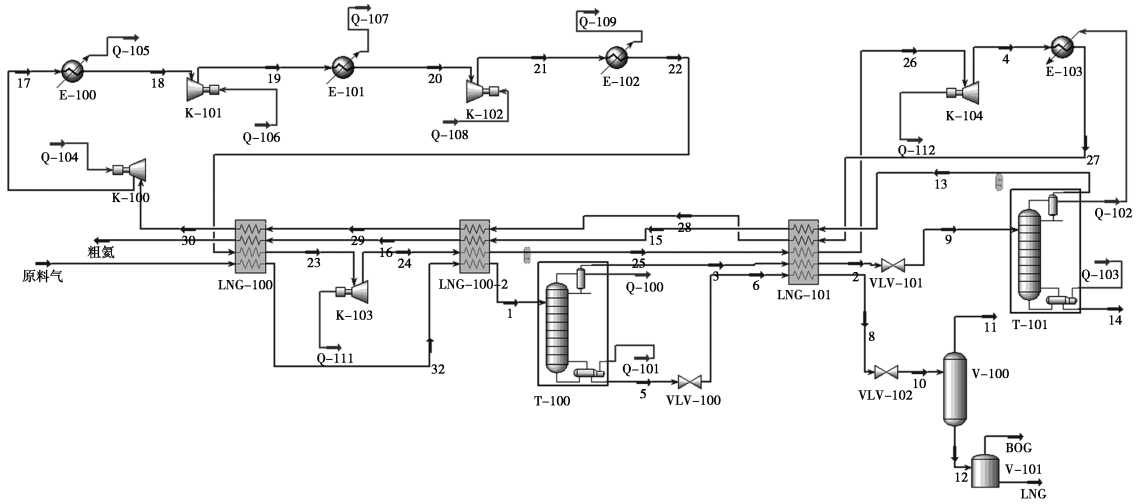 Q-105
Q-107
Q-109
17
E-100
18
19
E-101
20
21
E-102
22
26
4
E-103
K-101
Q-106
K-102
Q-108
K-104
Q-112
27
Q-104
K-100
13
Q-102
30
29
16
28
15
粗氦
23
24
25
3
6
2
9
原料气
LNG-100
LNG-100-2
LNG-101
VLV-101
Q-103
K-103
1
Q-100
T-101
14
Q-111
32
Q-101
8
11
T-100
5
VLV-100
VLV-102
10
V-100
BOG
12
V-101
LNG